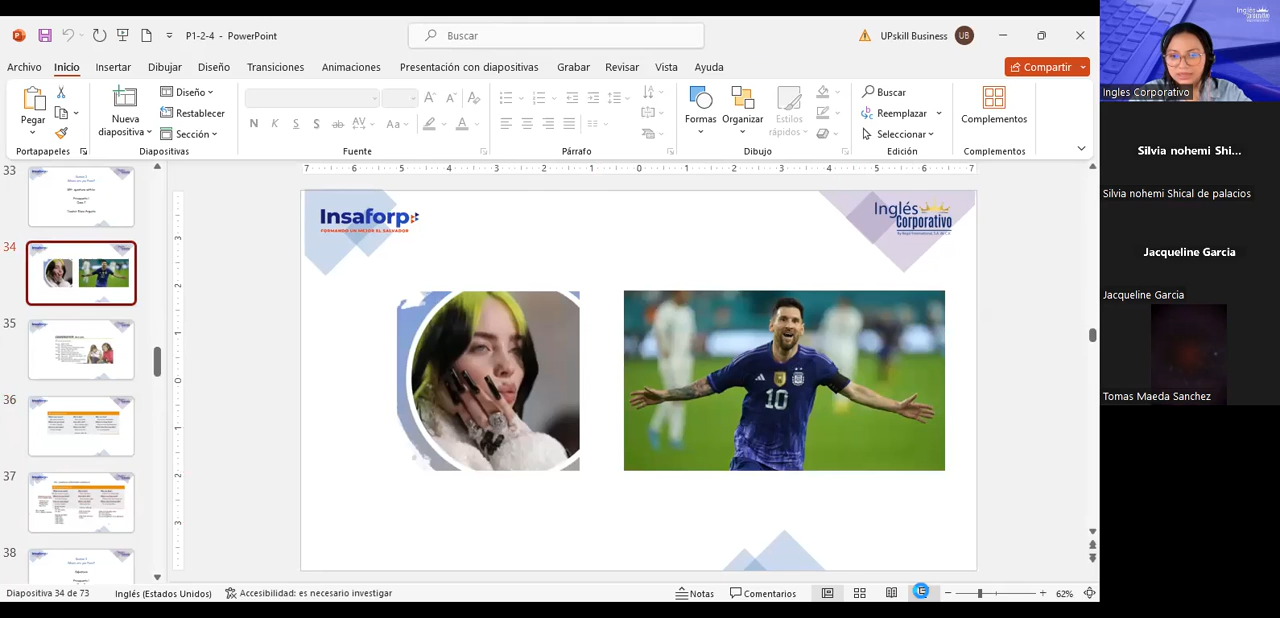 P1-2-4 - PowerPoint
Buscar
UPskill Business
UB
Archivo Inicio Insertar Dibujar Diseño Transiciones Animaciones Presentación con diapositivas Grabar Revisar Vista Ayuda
Compartir
Pegar
Portapapeles
Nueva diapositiva
Diseño
Restablecer
Sección
Diapositivas
N K S S ab AV Aa A
Fuente
Párrafo
Formas
Organizar
Estilos rápidos
Dibujo
Buscar
Reemplazar
Seleccionar
Edición
Complementos
Complementos
33
34
35
36
37
38
Insaforp
FORMANDO UN MEJOR EL SALVADOR
Inglés
Corporativo
10
Diapositiva 34 de 73
Inglés (Estados Unidos)
Accesibilidad: es necesario investigar
Notas
Comentarios
62%
Ingles Corporativo
Silvia nohemi Shi...
Silvia nohemi Shical de palacios
Jacqueline Garcia
Jacqueline Garcia
Tomas Maeda Sanchez